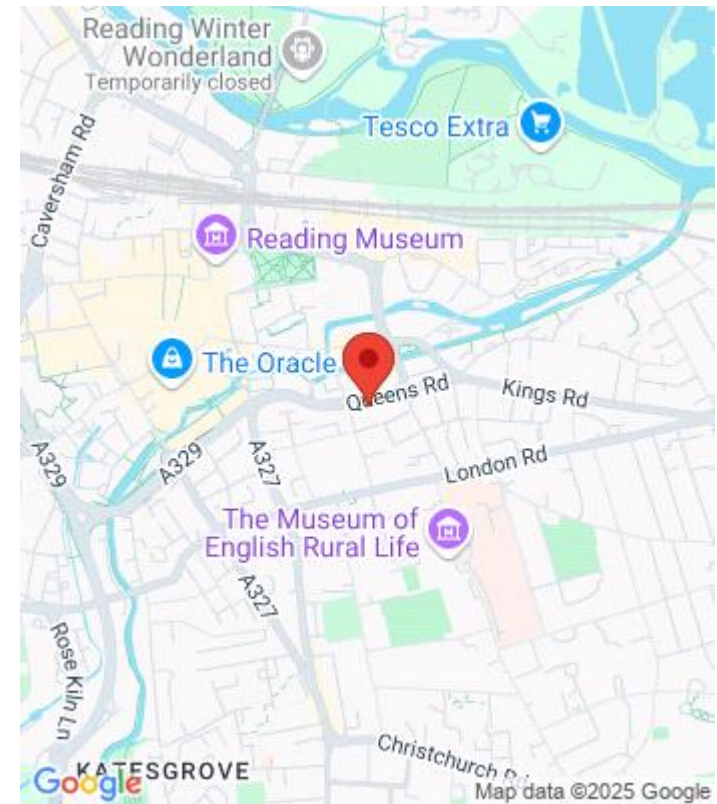 Reading Winter
Wonderland
Temporarily closed
Tesco Extra
Caversham Rd
Reading Museum
The Oracle
Queens Rd
Kings Rd
A329
A329
A327
London Rd
The Museum of
English Rural Life
A327
Rose Kiln Ln
KATESGROVE
Christchurch
Google
Map data ©2025 Google